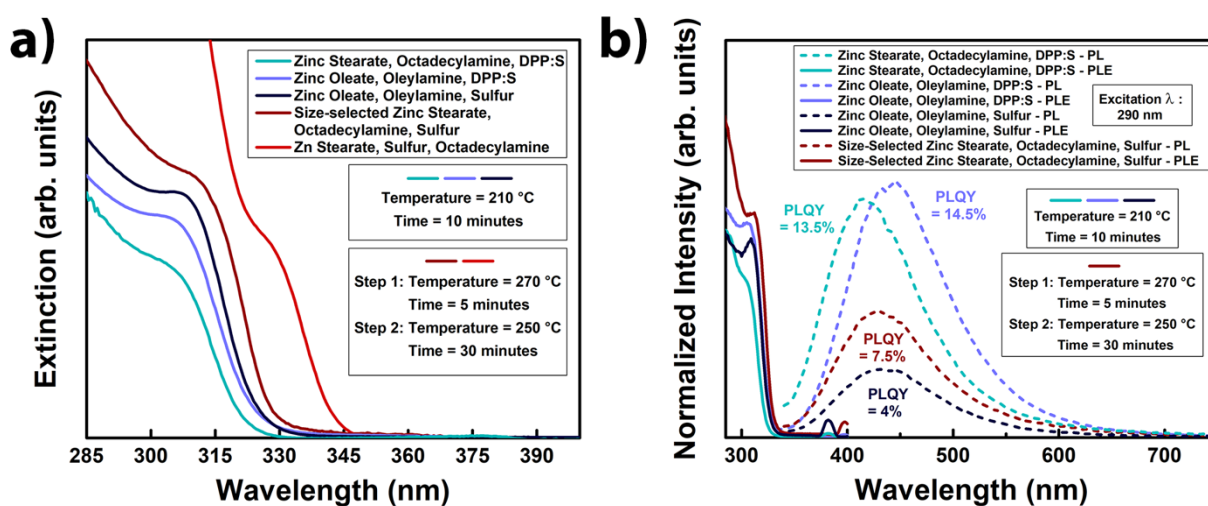 a)
Extinction (arb. units)
Zinc Stearate, Octadecylamine, DPP:S
Zinc Oleate, Oleylamine, DPP:S
Zinc Oleate, Oleylamine, Sulfur
Size-selected Zinc Stearate,
Octadecylamine, Sulfur
Zn Stearate, Sulfur, Octadecylamine
Temperature = 210 °C
Time = 10 minutes
Step 1: Temperature = 270 °C
Time = 5 minutes
Step 2: Temperature = 250 °C
Time = 30 minutes
285 300 315 330 345 360 375 390
Wavelength (nm)
b)
Normalized Intensity (arb. units)
Zinc Stearate, Octadecylamine, DPP:S - PL
Zinc Stearate, Octadecylamine, DPP:S - PLE
Zinc Oleate, Oleylamine, DPP:S - PL
Zinc Oleate, Oleylamine, DPP:S - PLE
Zinc Oleate, Oleylamine, Sulfur - PL
Zinc Oleate, Oleylamine, Sulfur - PLE
Size-Selected Zinc Stearate, Octadecylamine, Sulfur - PL
Size-Selected Zinc Stearate, Octadecylamine, Sulfur - PLE
Excitation λ :
290 nm
PLQY
= 13.5%
PLQY
= 14.5%
PLQY
= 7.5%
PLQY
= 4%
Temperature = 210 °C
Time = 10 minutes
Step 1: Temperature = 270 °C
Time = 5 minutes
Step 2: Temperature = 250 °C
Time = 30 minutes
300 400 500 600 700
Wavelength (nm)